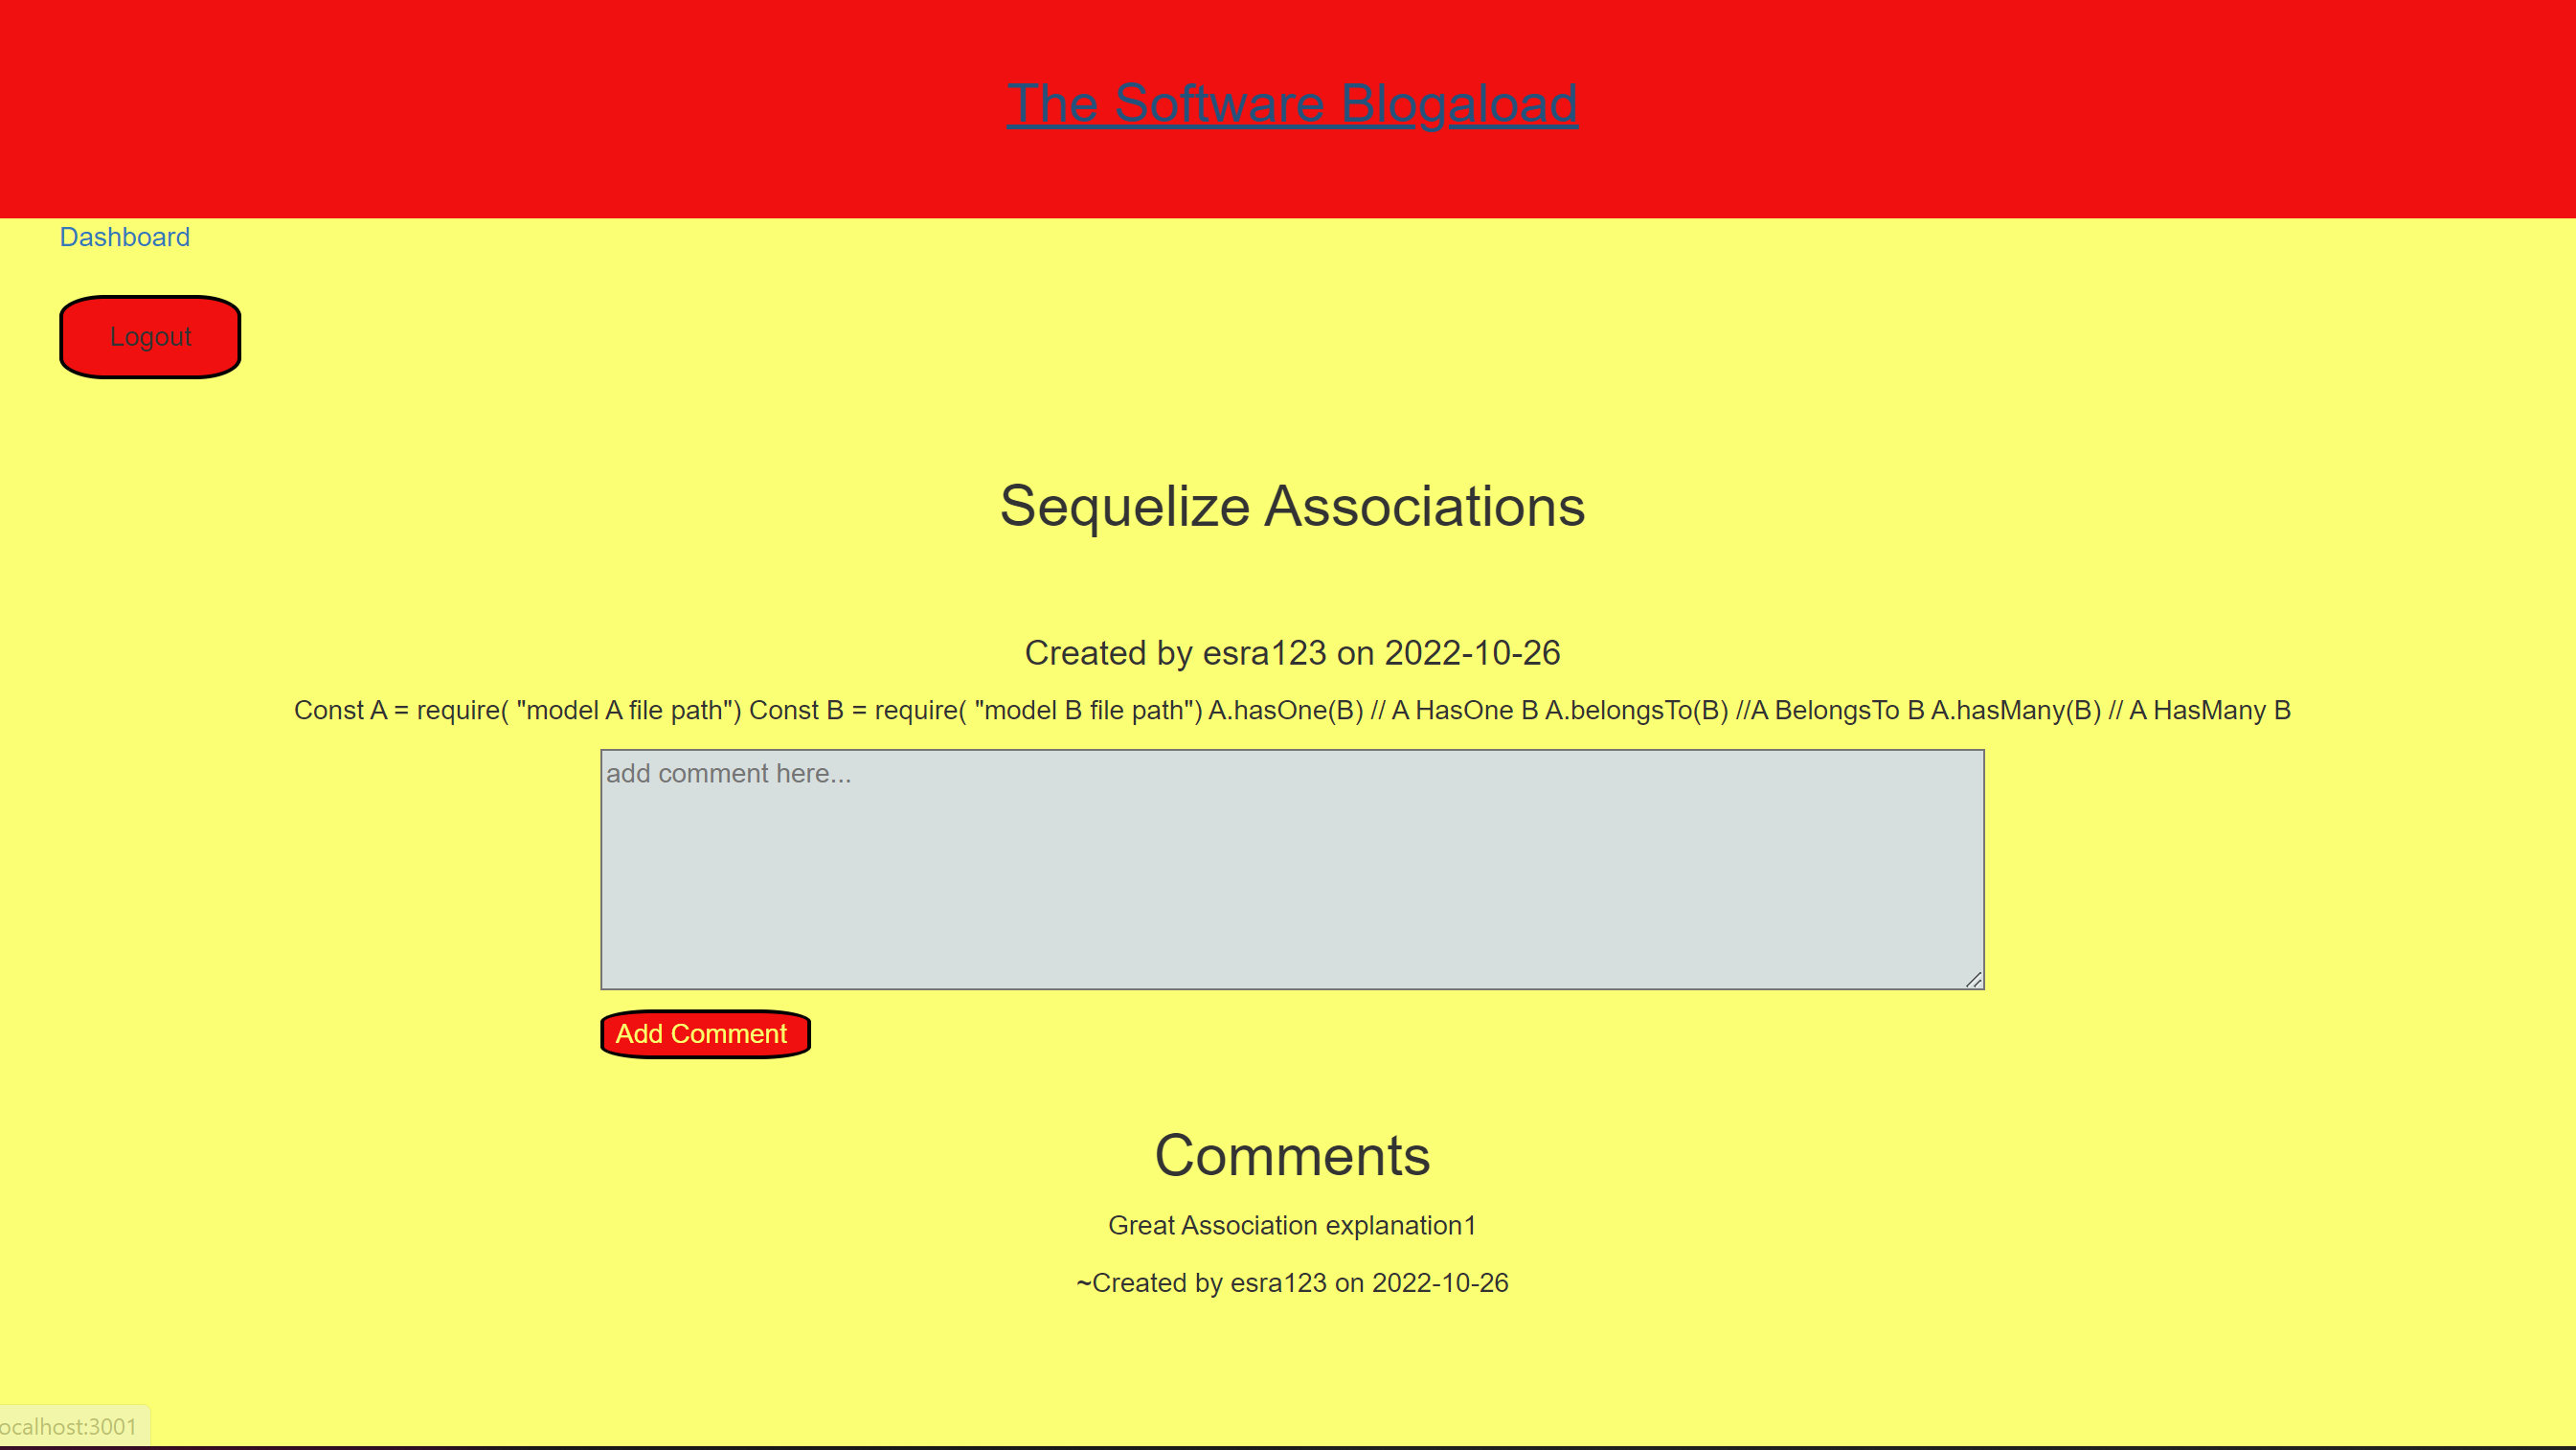 The Software Blogaload
Dashboard
Logout
Sequelize Associations
Created by esra123 on 2022-10-26
Const A = require( "model A file path") Const B = require( "model B file path") A.hasOne(B) // A HasOne B A.belongsTo(B) //A BelongsTo B A.hasMany(B) // A HasMany B
add comment here...
Add Comment
Comments
Great Association explanation1
~Created by esra123 on 2022-10-26
ocalhost:3001